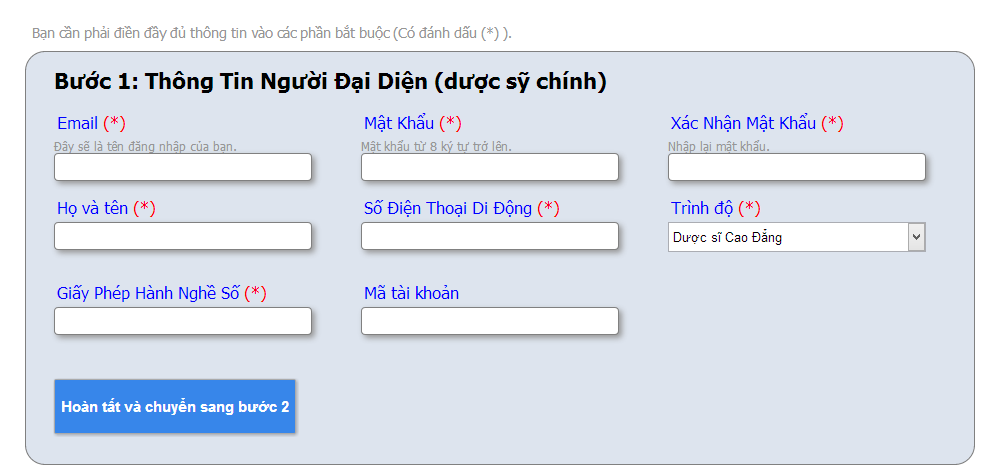 Bạn cần phải điền đầy đủ thông tin vào các phần bắt buộc (Có đánh dấu (*) ).
Bước 1: Thông Tin Người Đại Diện (dược sỹ chính)
Email (*) Mật Khẩu (*) Xác Nhận Mật Khẩu (*)
Đây sẽ là tên đăng nhập của bạn. Mật khẩu từ 8 ký tự trở lên. Nhập lại mật khẩu.
Họ và tên (*) Số Điện Thoại Di Động (*) Trình độ (*)
Dược sĩ Cao Đẳng
Giấy Phép Hành Nghề Số (*) Mã tài khoản
Hoàn tất và chuyển sang bước 2